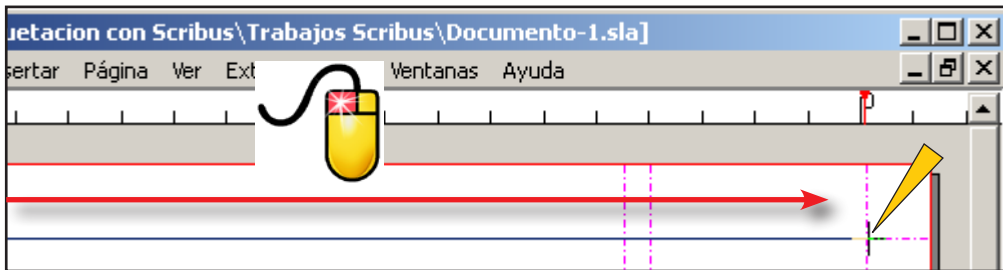 uetacion con Scribus\Trabajos Scribus\Documento-1.sla]
sertar Página Ver Ext Ventanas Ayuda